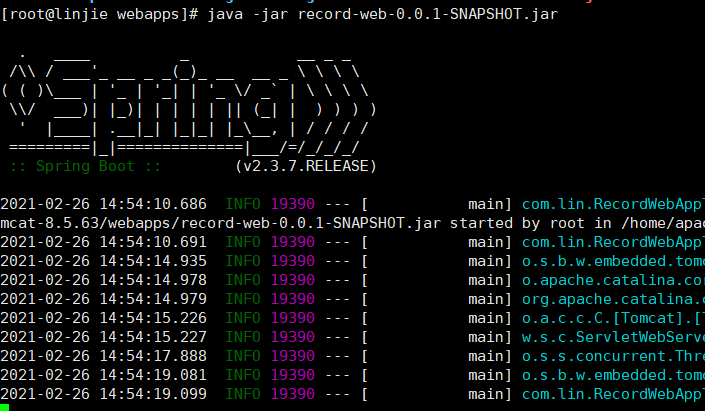 [root@linjie webapps]# java -jar record-web-0.0.1-SNAPSHOT.jar
  .   ____          _            __ _ _
 /\\ / ___'_ __ _ _(_)_ __  __ _ \ \ \ \
( ( )\___ | '_ | '_| | '_ \/ _` | \ \ \ \
 \\/  ___)| |_)| | | | | || (_| |  ) ) ) )
  '  |____| .__|_| |_|_| |_\__, | / / / /
 =========|_|==============|___/=/_/_/_/
 :: Spring Boot ::        (v2.3.7.RELEASE)
2021-02-26 14:54:10.686  INFO 19390 --- [           main] com.lin.RecordWebAppl
mcat-8.5.63/webapps/record-web-0.0.1-SNAPSHOT.jar started by root in /home/apac
2021-02-26 14:54:10.691  INFO 19390 --- [           main] com.lin.RecordWebAppl
2021-02-26 14:54:14.935  INFO 19390 --- [           main] o.s.b.w.embedded.tomc
2021-02-26 14:54:14.978  INFO 19390 --- [           main] o.apache.catalina.cor
2021-02-26 14:54:14.979  INFO 19390 --- [           main] org.apache.catalina.c
2021-02-26 14:54:15.226  INFO 19390 --- [           main] o.a.c.c.C.[Tomcat].[l
2021-02-26 14:54:15.227  INFO 19390 --- [           main] w.s.c.ServletWebServe
2021-02-26 14:54:17.888  INFO 19390 --- [           main] o.s.s.concurrent.Thre
2021-02-26 14:54:19.081  INFO 19390 --- [           main] o.s.b.w.embedded.tomc
2021-02-26 14:54:19.099  INFO 19390 --- [           main] com.lin.RecordWebAppl